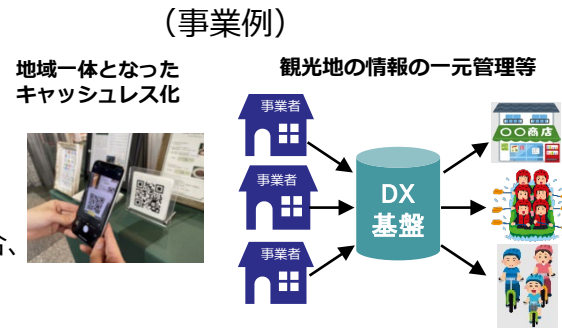 （事業例）
地域一体となった
キャッシュレス化
観光地の情報の一元管理等
事業者
事業者
事業者
DX
基盤
〇〇商店
合、